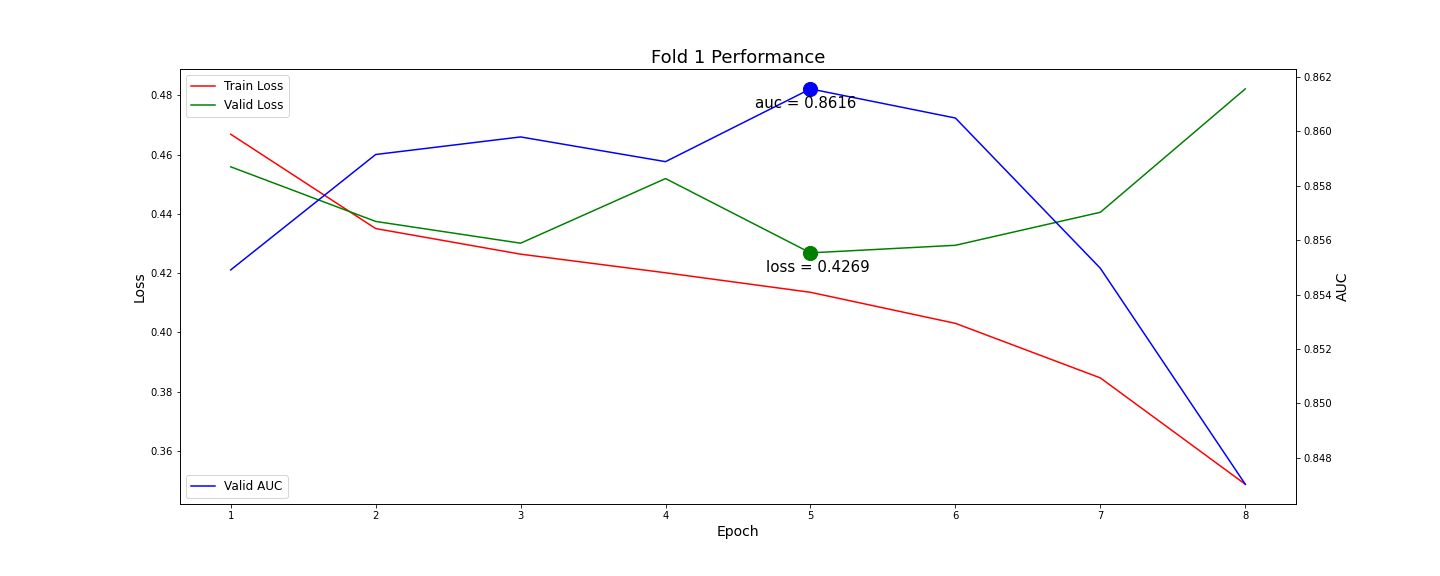 Fold 1 Performance
Train Loss
Valid Loss
Valid AUC
auc = 0.8616
loss = 0.4269
Loss
0.48
0.46
0.44
0.42
0.40
0.38
0.36
AUC
0.862
0.860
0.858
0.856
0.854
0.852
0.850
0.848
1 2 3 4 5 6 7 8
Epoch